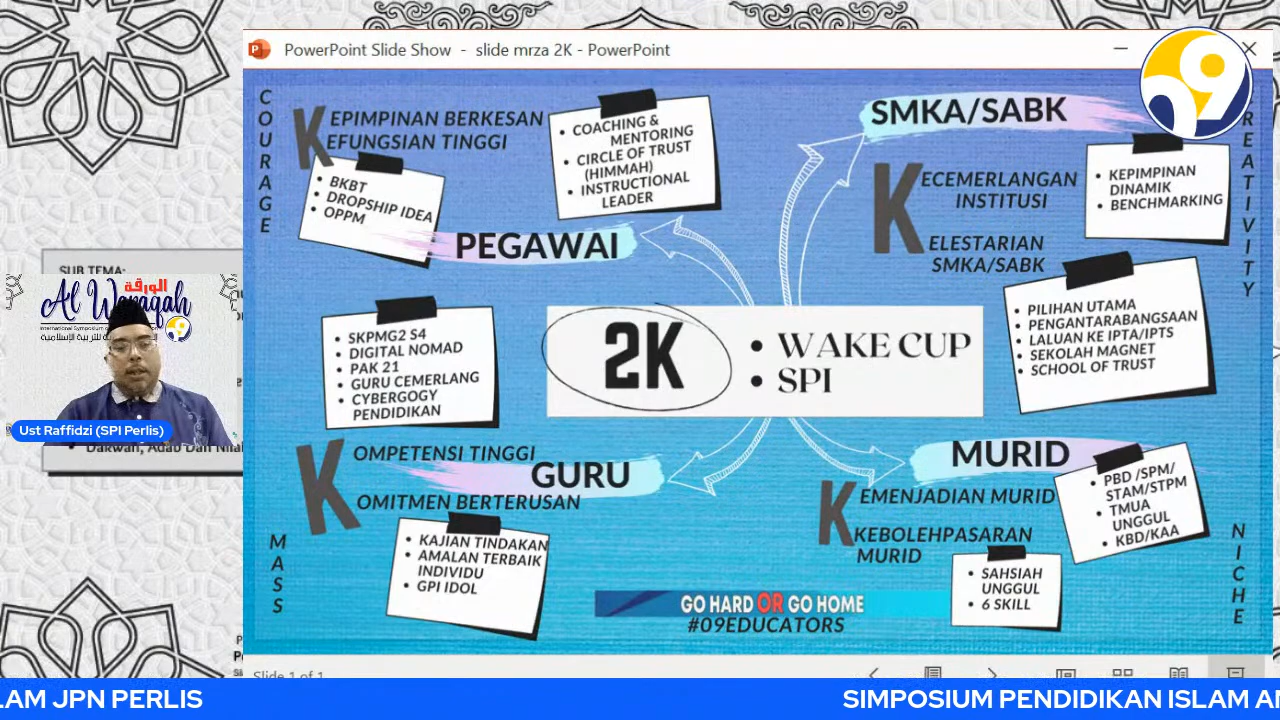 PowerPoint Slide Show - slide mrza 2K - PowerPoint
9
COURAGE
KEPIMPINAN BERKESAN
KEFUNGSIAN TINGGI
• BKBT
• DROPSHIP IDEA
• OPPM
• COACHING &
MENTORING
• CIRCLE OF TRUST
(HIMMAH)
• INSTRUCTIONAL
LEADER
PEGAWAI
SMKA/SABK
KECEMERLANGAN
INSTITUSI
KELESTARIAN
SMKA/SABK
• KEPIMPINAN
DINAMIK
• BENCHMARKING
• PILIHAN UTAMA
• PENGANTARABANGSAAN
• LALUAN KE IPTA/IPTS
• SEKOLAH MAGNET
• SCHOOL OF TRUST
REATIVITY
2K
• WAKE CUP
• SPI
• SKPMG2 S4
• DIGITAL NOMAD
• PAK 21
• GURU CEMERLANG
• CYBERGOGY
PENDIDIKAN
KOMPETENSI TINGGI
GURU
KOMITMEN BERTERUSAN
• KAJIAN TINDAKAN
• AMALAN TERBAIK
INDIVIDU
• GPI IDOL
MASS
MURID
KEMENJADIAN MURID
KKEBOLEHPASARAN
MURID
• PBD /SPM/
STAM/STPM
• TMUA
UNGGUL
• KBD/KAA
• SAHSIAH
UNGGUL
• 6 SKILL
NICHE
GO HARD OR GO HOME
#09EDUCATORS
Slide 1 of 1
SUB TEMA:
الورقة
Al Waraqah
Ust Raffidzi (SPI Perlis)
• Dakwah, Adab Dan Nilai
LAM JPN PERLIS
SIMPOSIUM PENDIDIKAN ISLAM AN